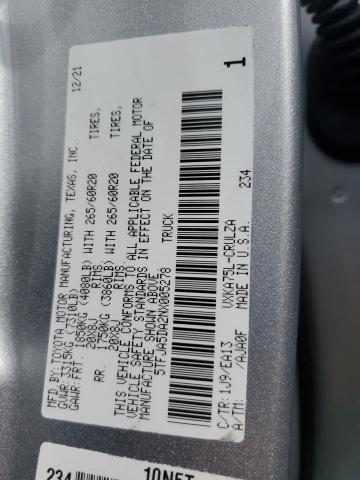 MFD BY: TOYOTA MOTOR MANUFACTURING, TEXAS, INC. 12/21
GVWR: 3315KG (7310LB)
GAWR: FRT. 1850KG (4080LB) WITH 265/60R20 TIRES,
20X8J RIMS,
RR. 1750KG (3860LB) WITH 265/60R20 TIRES,
20X8J RIMS,
THIS VEHICLE CONFORMS TO ALL APPLICABLE FEDERAL MOTOR
VEHICLE SAFETY STANDARDS IN EFFECT ON THE DATE OF
MANUFACTURE SHOWN ABOVE.
5TFJA5DA2NX005278 TRUCK 1
C/TR: 1J9/EA13 VXKA75L-CRULZA
A/TM: /AJA0F MADE IN U.S.A. 234
234 10NET